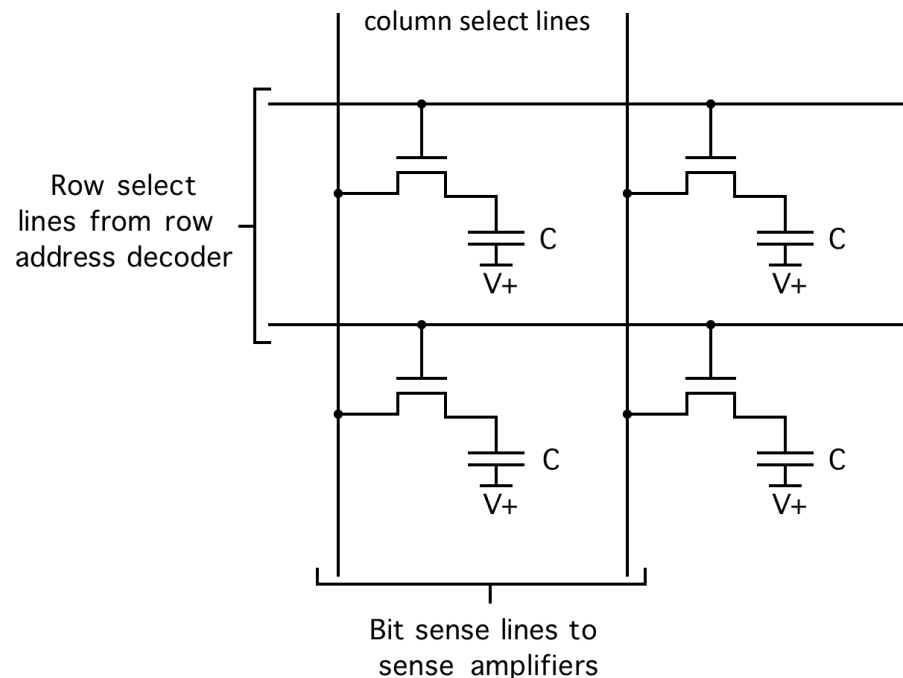 column select lines
Row select
lines from row
address decoder
C
V+
C
V+
C
V+
C
V+
Bit sense lines to
sense amplifiers